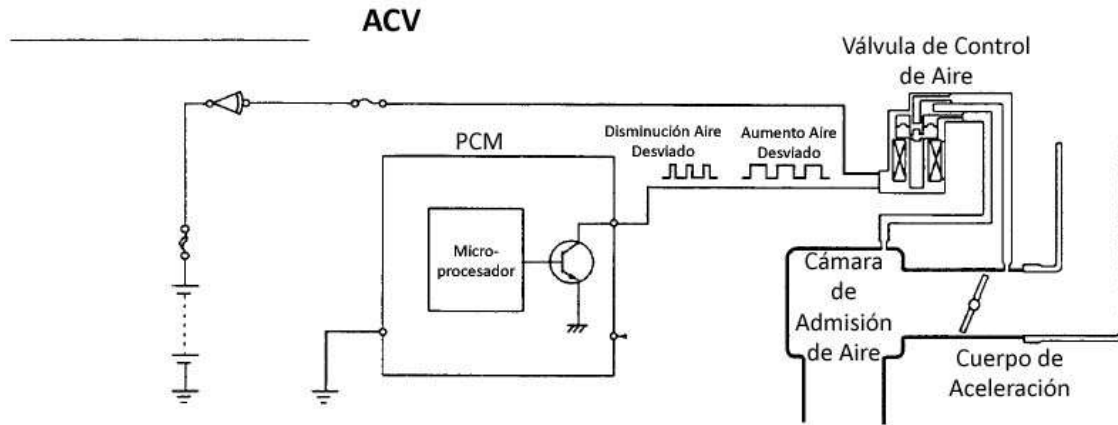 ACV
Válvula de Control
de Aire
PCM
Disminución Aire
Desviado
Aumento Aire
Desviado
Micro-
procesador
Cámara
de
Admisión
de Aire
Cuerpo de
Aceleración